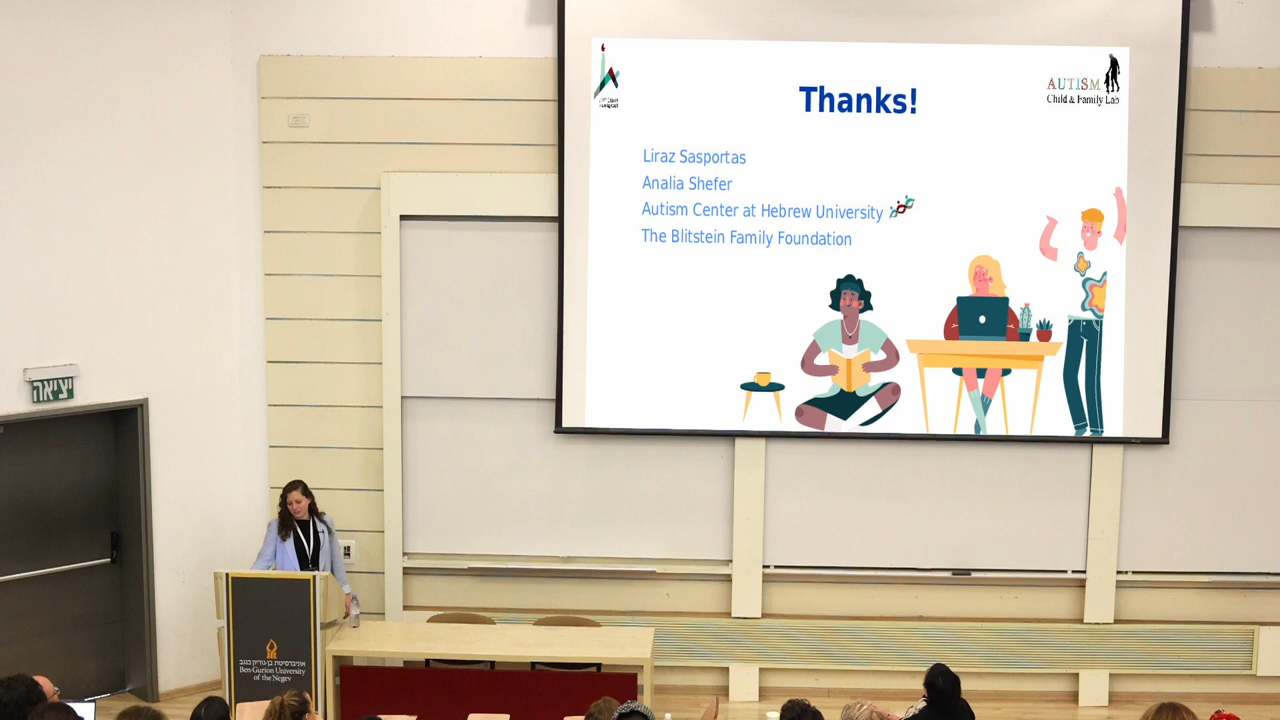 Thanks!
AUTISM
Child & Family Lab
Liraz Sasportas
Analia Shefer
Autism Center at Hebrew University
The Blitstein Family Foundation
יציאה
אוניברסיטת בן-גוריון בנגב
Ben-Gurion University
of the Negev